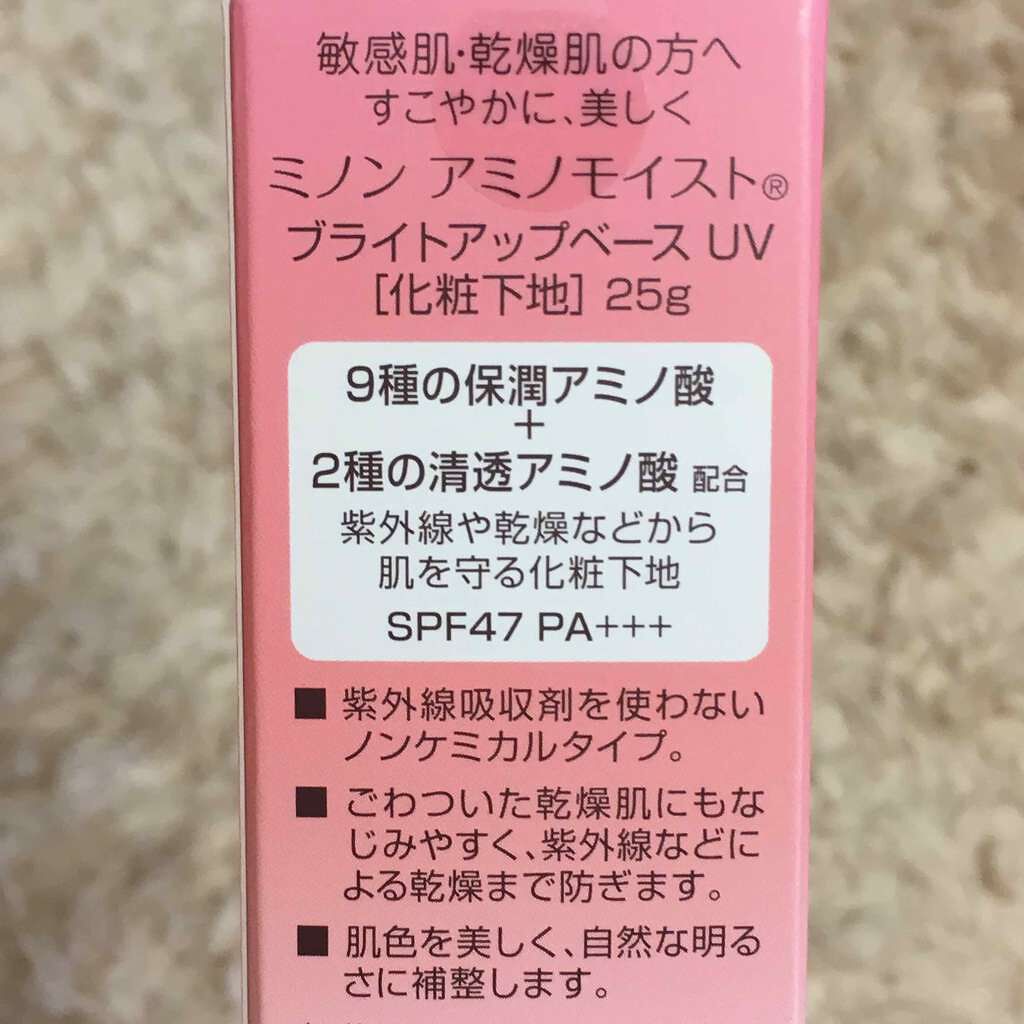 敏感肌・乾燥肌の方へ
すこやかに、美しく
ミノン アミノモイスト®
ブライトアップベース UV
［化粧下地］ 25g
9種の保潤アミノ酸
＋
2種の清透アミノ酸 配合
紫外線や乾燥などから
肌を守る化粧下地
SPF47 PA+++
■ 紫外線吸収剤を使わない
ノンケミカルタイプ。
■ ごわついた乾燥肌にもな
じみやすく、紫外線などに
よる乾燥まで防ぎます。
■ 肌色を美しく、自然な明る
さに補整します。